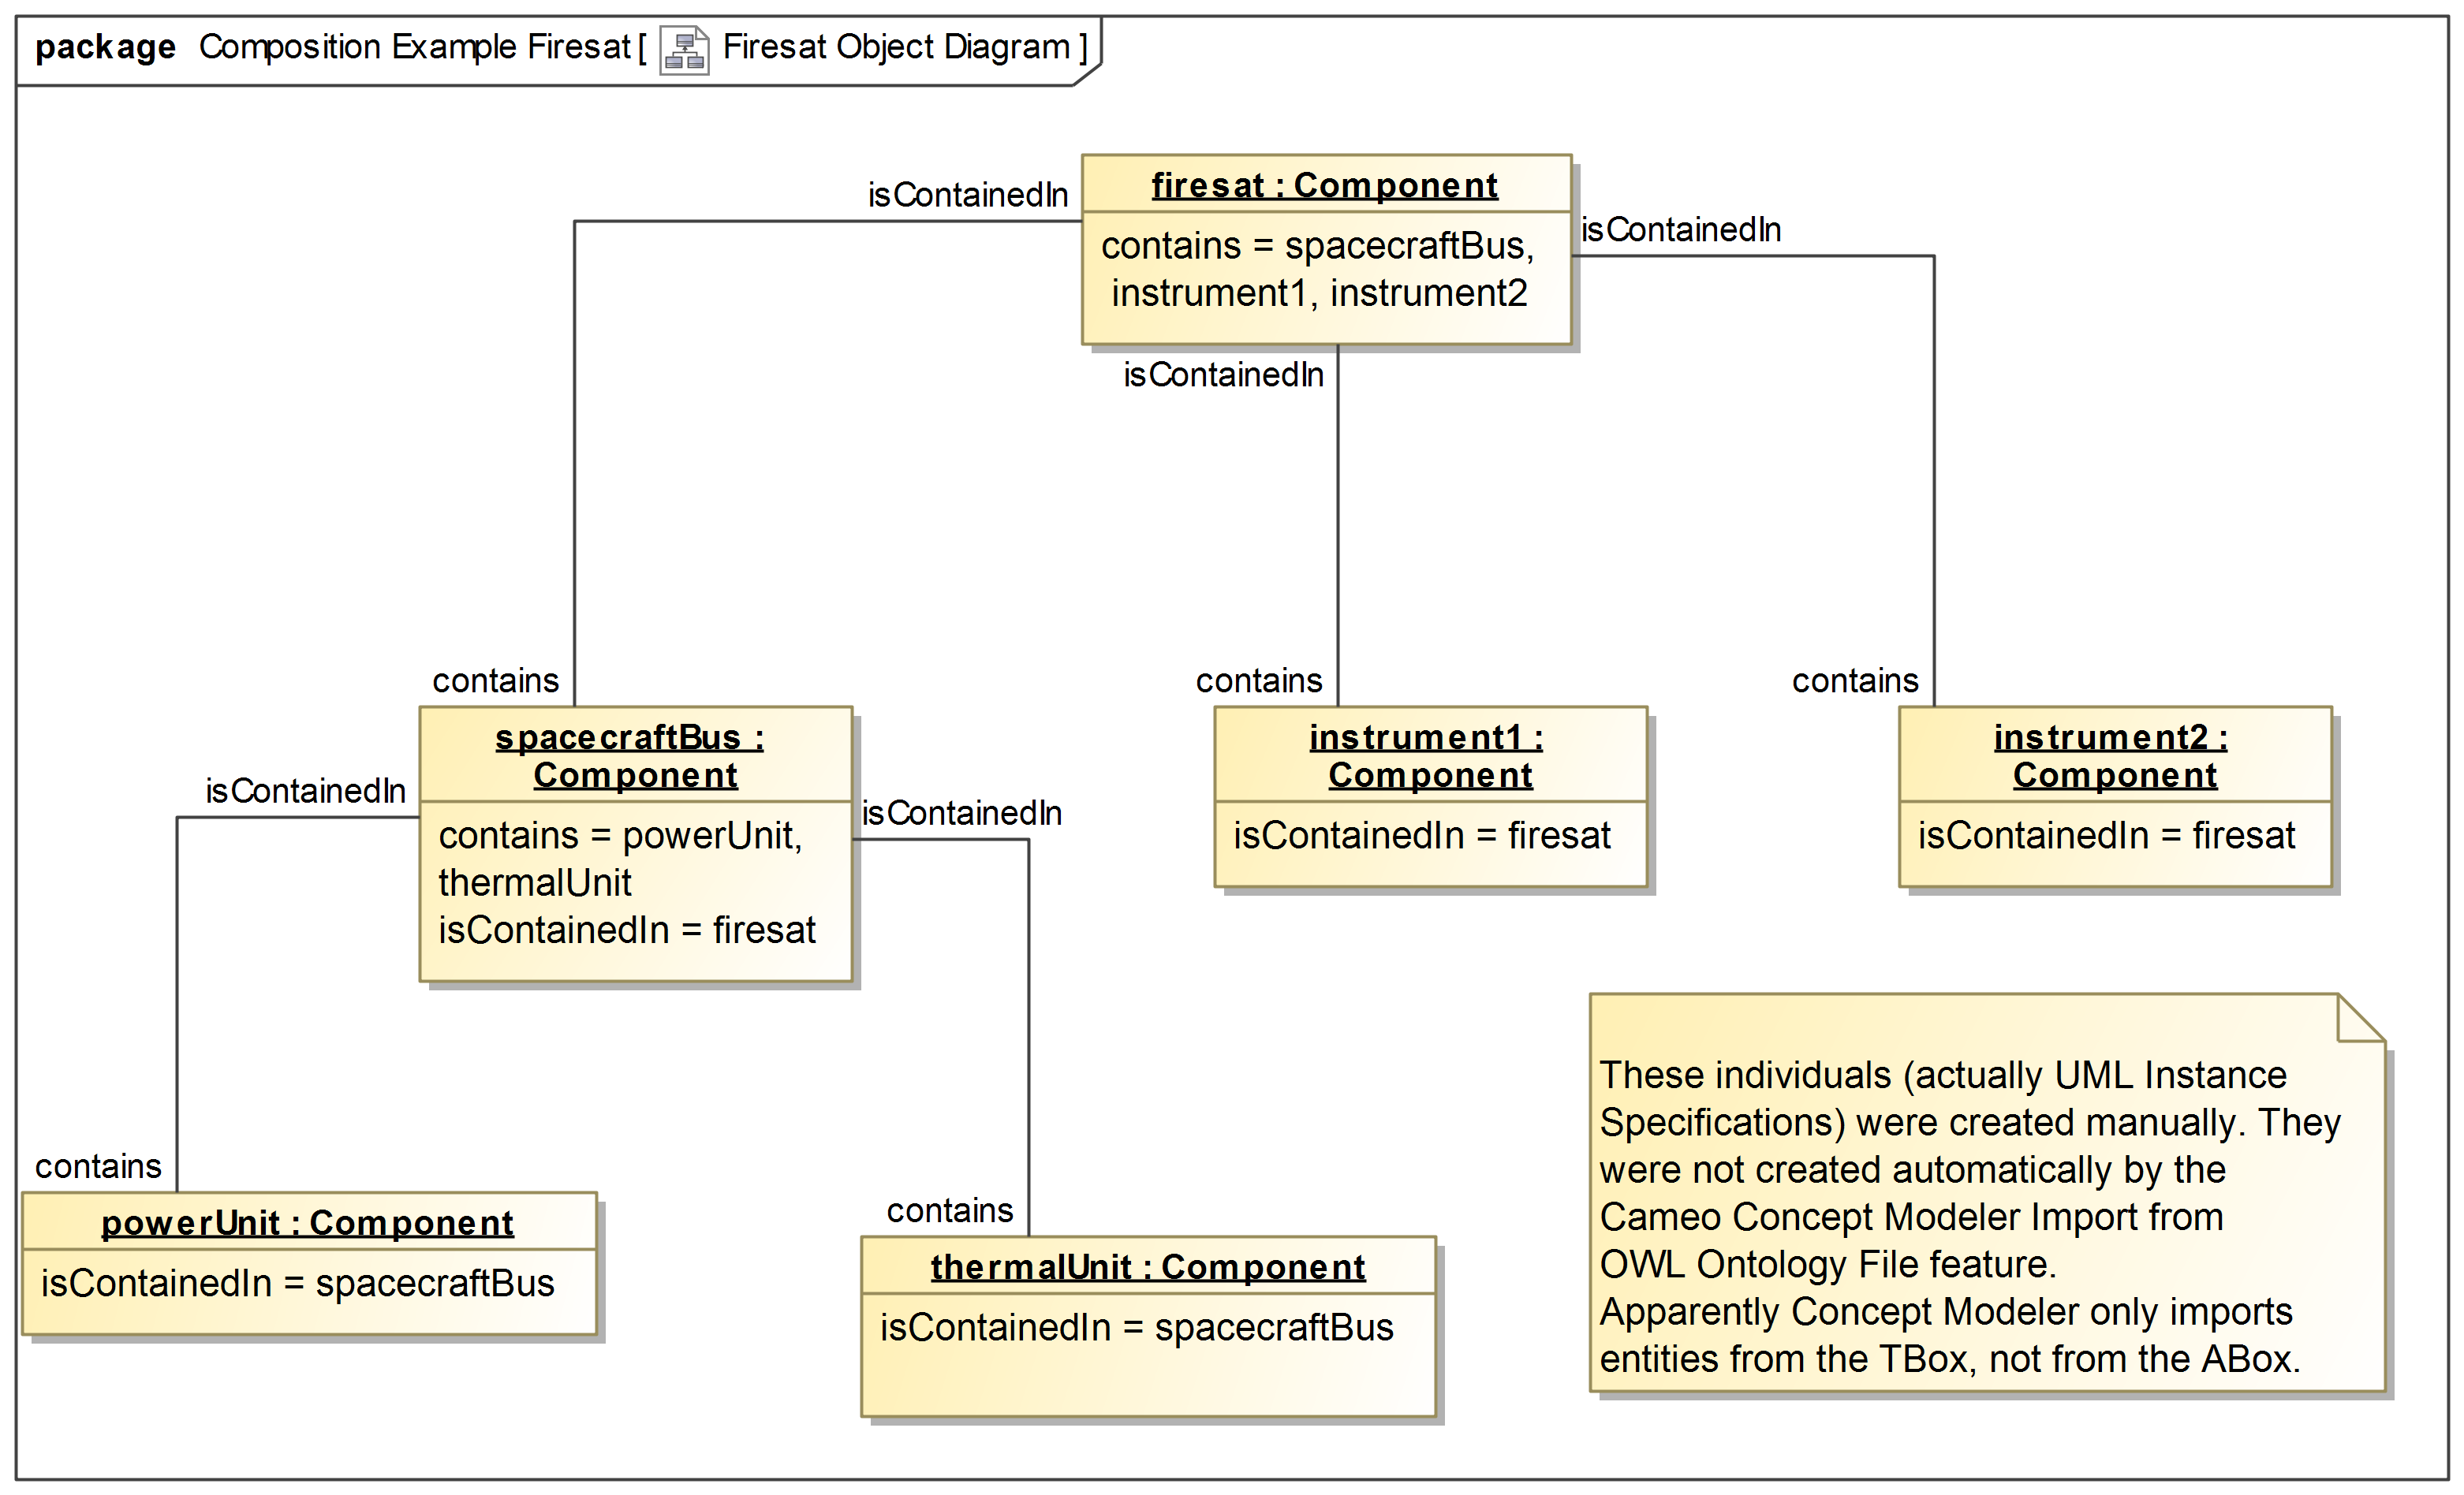 package Composition Example Firesat [ Firesat Object Diagram ]
isContainedIn
firesat : Component
contains = spacecraftBus,
instrument1, instrument2
isContainedIn
isContainedIn
contains
contains
contains
spacecraftBus :
Component
contains = powerUnit,
thermalUnit
isContainedIn = firesat
instrument1 :
Component
isContainedIn = firesat
instrument2 :
Component
isContainedIn = firesat
isContainedIn
isContainedIn
contains
powerUnit : Component
isContainedIn = spacecraftBus
contains
thermalUnit : Component
isContainedIn = spacecraftBus
These individuals (actually UML Instance
Specifications) were created manually. They
were not created automatically by the
Cameo Concept Modeler Import from
OWL Ontology File feature.
Apparently Concept Modeler only imports
entities from the TBox, not from the ABox.